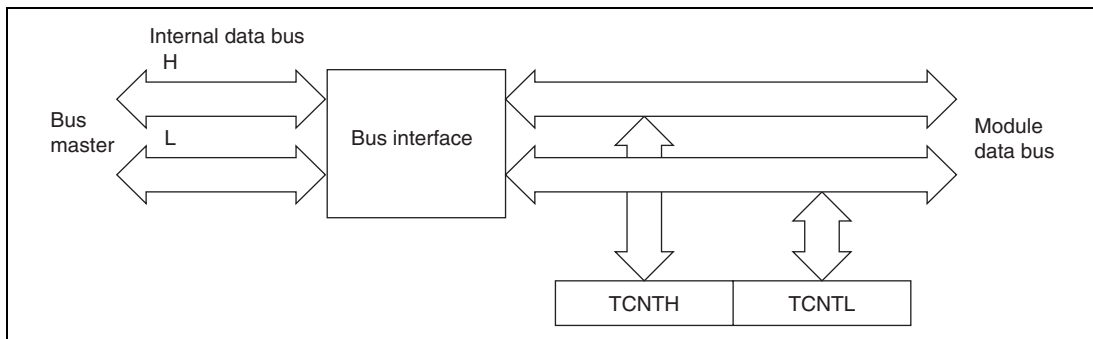 Internal data bus
H
Bus
master
L
Bus interface
Module
data bus
TCNTH
TCNTL